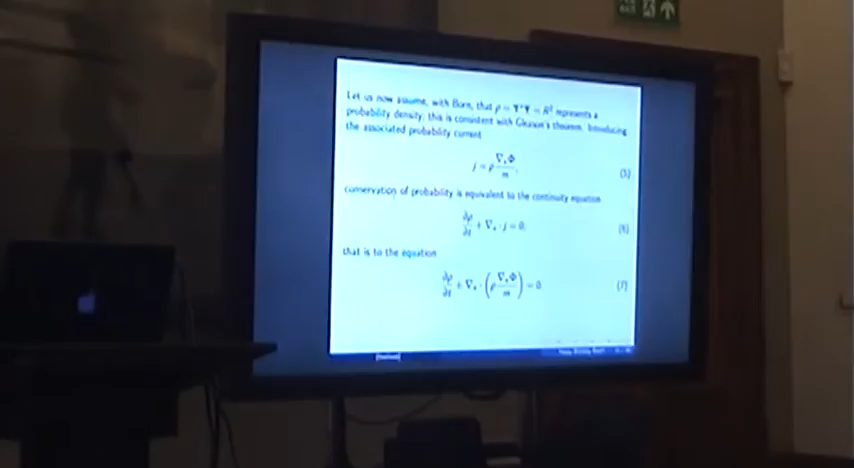 Let us now assume, with Born, that ρ = Ψ*Ψ = R² represents a
probability density; this is consistent with Gleason's theorem. Introducing
the associated probability current
j = ρ ∇ₓΦ/m, (5)
conservation of probability is equivalent to the continuity equation
∂ρ/∂t + ∇ₓ · j = 0, (6)
that is to the equation
∂ρ/∂t + ∇ₓ · (ρ ∇ₓΦ/m) = 0 (7)